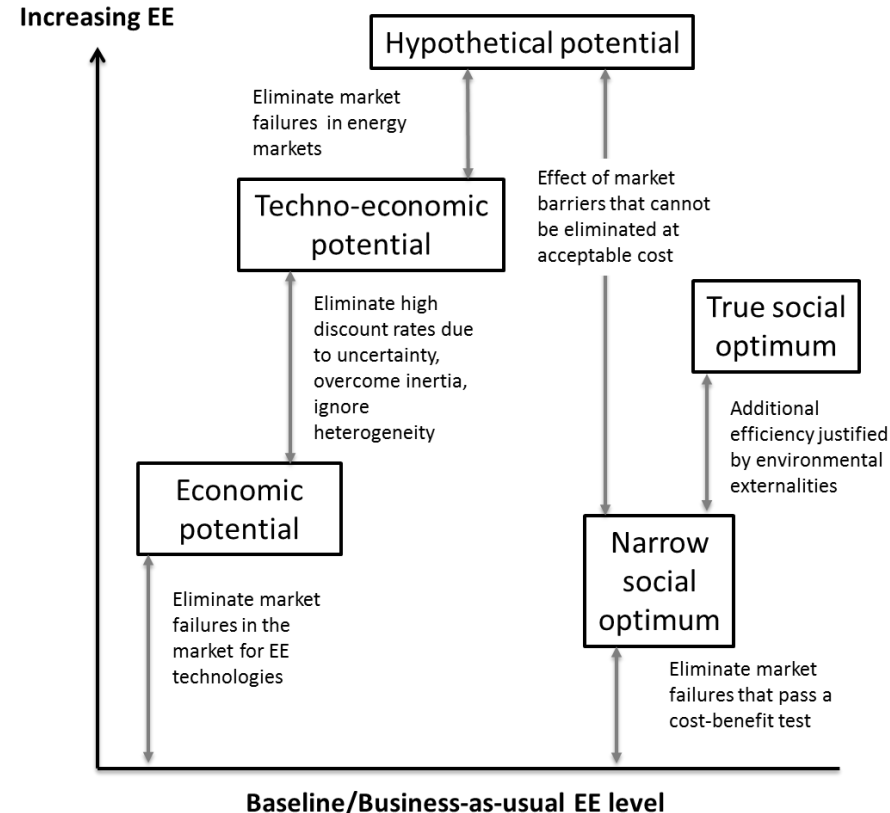 Increasing EE
Hypothetical potential
Eliminate market
failures in energy
markets
Techno-economic
potential
Effect of market
barriers that cannot
be eliminated at
acceptable cost
Eliminate high
discount rates due
to uncertainty,
overcome inertia,
ignore
heterogeneity
True social
optimum
Additional
efficiency justified
by environmental
externalities
Economic
potential
Narrow
social
optimum
Eliminate market
failures in the
market for EE
technologies
Eliminate market
failures that pass a
cost-benefit test
Baseline/Business-as-usual EE level